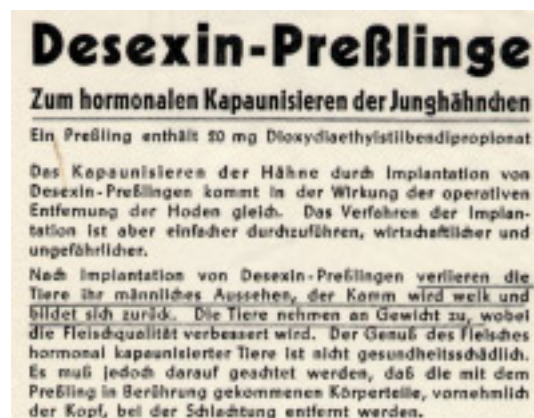 Desexin-Preßlinge
Zum hormonalen Kapaunisieren der Junghähnchen
Ein Preßling enthält 20 mg Dioxydiaethylstilbendipropionat
Das Kapaunisieren der Hähne durch Implantation von
Desexin-Preßlingen kommt in der Wirkung der operativen
Entfernung der Hoden gleich. Das Verfahren der Implan-
tation ist aber einfacher durchzuführen, wirtschaftlicher und
ungefährlicher.
Nach Implantation von Desexin-Preßlingen verlieren die
Tiere ihr männliches Aussehen, der Kamm wird welk und
bildet sich zurück. Die Tiere nehmen an Gewicht zu, wobei
die Fleischqualität verbessert wird. Der Genuß des Fleisches
hormonal kapaunisierter Tiere ist nicht gesundheitsschädlich.
Es muß jedoch darauf geachtet werden, daß die mit dem
Preßling in Berührung gekommenen Körperteile, vornehmlich
der Kopf, bei der Schlachtung entfernt werden.